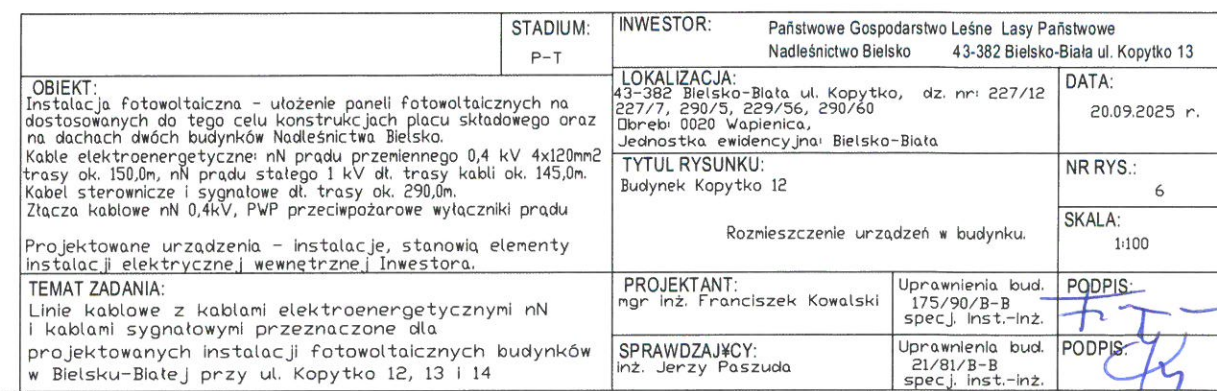 STADIUM:
P-T
INWESTOR: Państwowe Gospodarstwo Leśne Lasy Państwowe
Nadleśnictwo Bielsko 43-382 Bielsko-Biała ul. Kopytko 13
OBIEKT:
Instalacja fotowoltaiczna - ułożenie paneli fotowoltaicznych na
dostosowanych do tego celu konstrukcjach placu składowego oraz
na dachach dwóch budynków Nadleśnictwa Bielsko.
Kable elektroenergetyczne: nN prądu przemiennego 0,4 kV 4x120mm2
trasy ok. 150,0m, nN prądu stałego 1 kV dł. trasy kabli ok. 145,0m.
Kabel sterownicze i sygnałowe dł. trasy ok. 290,0m.
Złącza kablowe nN 0,4kV, PWP przeciwpożarowe wyłączniki prądu
Projektowane urządzenia - instalacje, stanowią elementy
instalacji elektrycznej wewnętrznej Inwestora.
LOKALIZACJA:
43-382 Bielsko-Biała ul. Kopytko, dz. nr: 227/12
227/7, 290/5, 229/56, 290/60
Obręb: 0020 Wapienica,
Jednostka ewidencyjna: Bielsko-Biała
DATA:
20.09.2025 r.
TYTUŁ RYSUNKU:
Budynek Kopytko 12
Rozmieszczenie urządzeń w budynku.
NR RYS.:
6
SKALA:
1:100
TEMAT ZADANIA:
Linie kablowe z kablami elektroenergetycznymi nN
i kablami sygnałowymi przeznaczone dla
projektowanych instalacji fotowoltaicznych budynków
w Bielsku-Białej przy ul. Kopytko 12, 13 i 14
PROJEKTANT:
mgr inż. Franciszek Kowalski
Uprawnienia bud.
175/90/B-B
specj. Inst.-Inż.
PODPIS:
SPRAWDZAJ¥CY:
inż. Jerzy Paszuda
Uprawnienia bud.
21/81/B-B
specj. inst.-inż.
PODPIS: